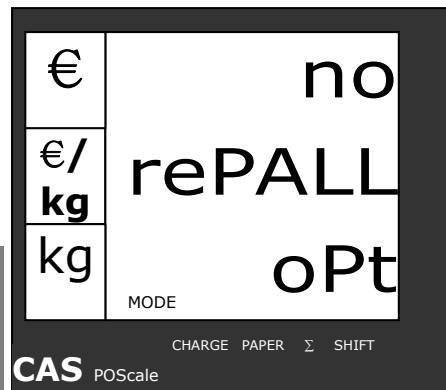 € no
€/kg rePALL
kg oPt
MODE
CHARGE PAPER Σ SHIFT
CAS POScale